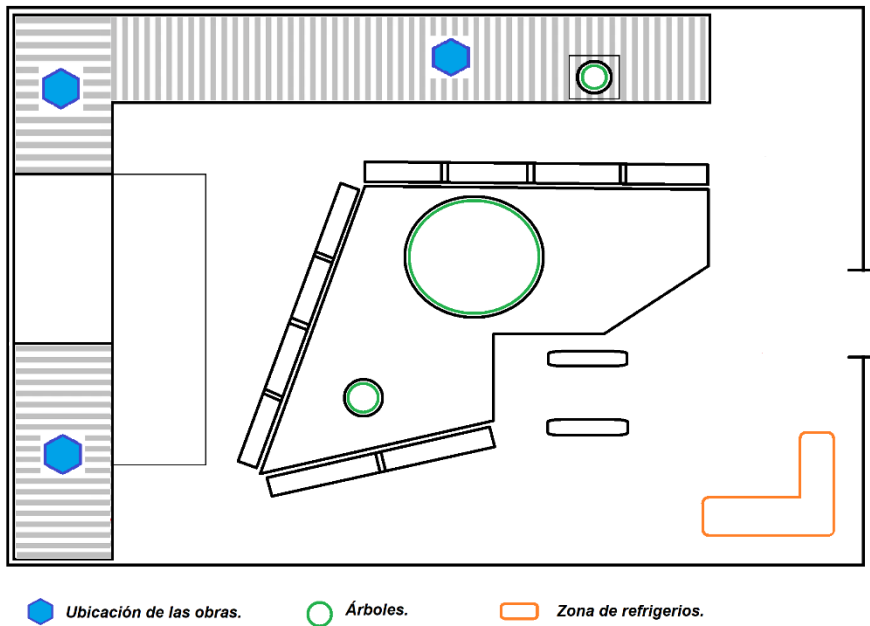 Ubicación de las obras.
Árboles.
Zona de refrigerios.